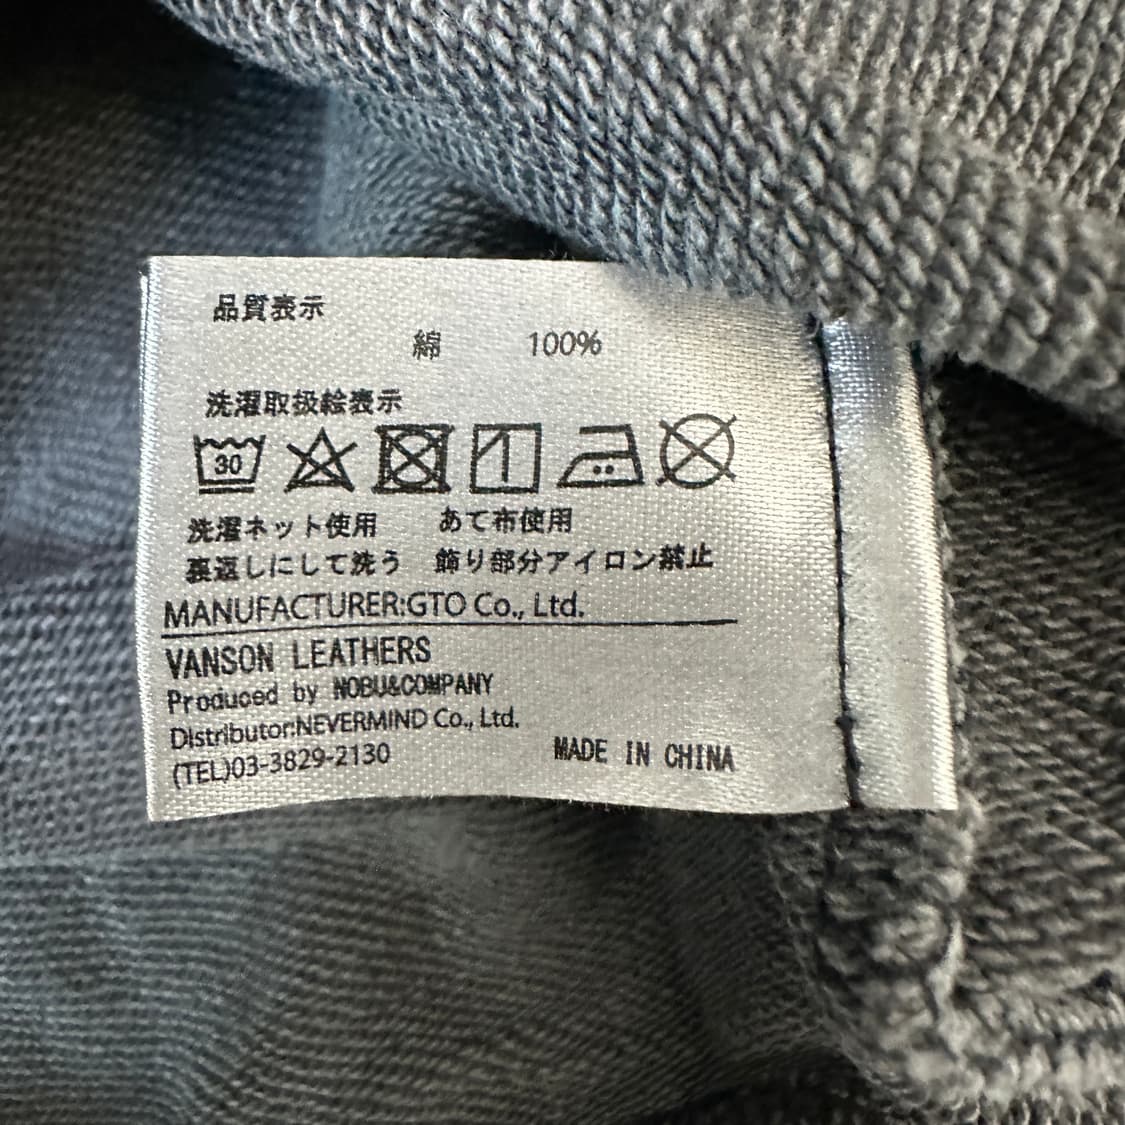 品質表示
綿 100%
洗濯取扱絵表示
30
洗濯ネット使用 あて布使用
裏返しにして洗う 飾り部分アイロン禁止
MANUFACTURER:GTO Co., Ltd.
VANSON LEATHERS
Produced by NOBU&COMPANY
Distributor:NEVERMIND Co., Ltd.
(TEL)03-3829-2130
MADE IN CHINA